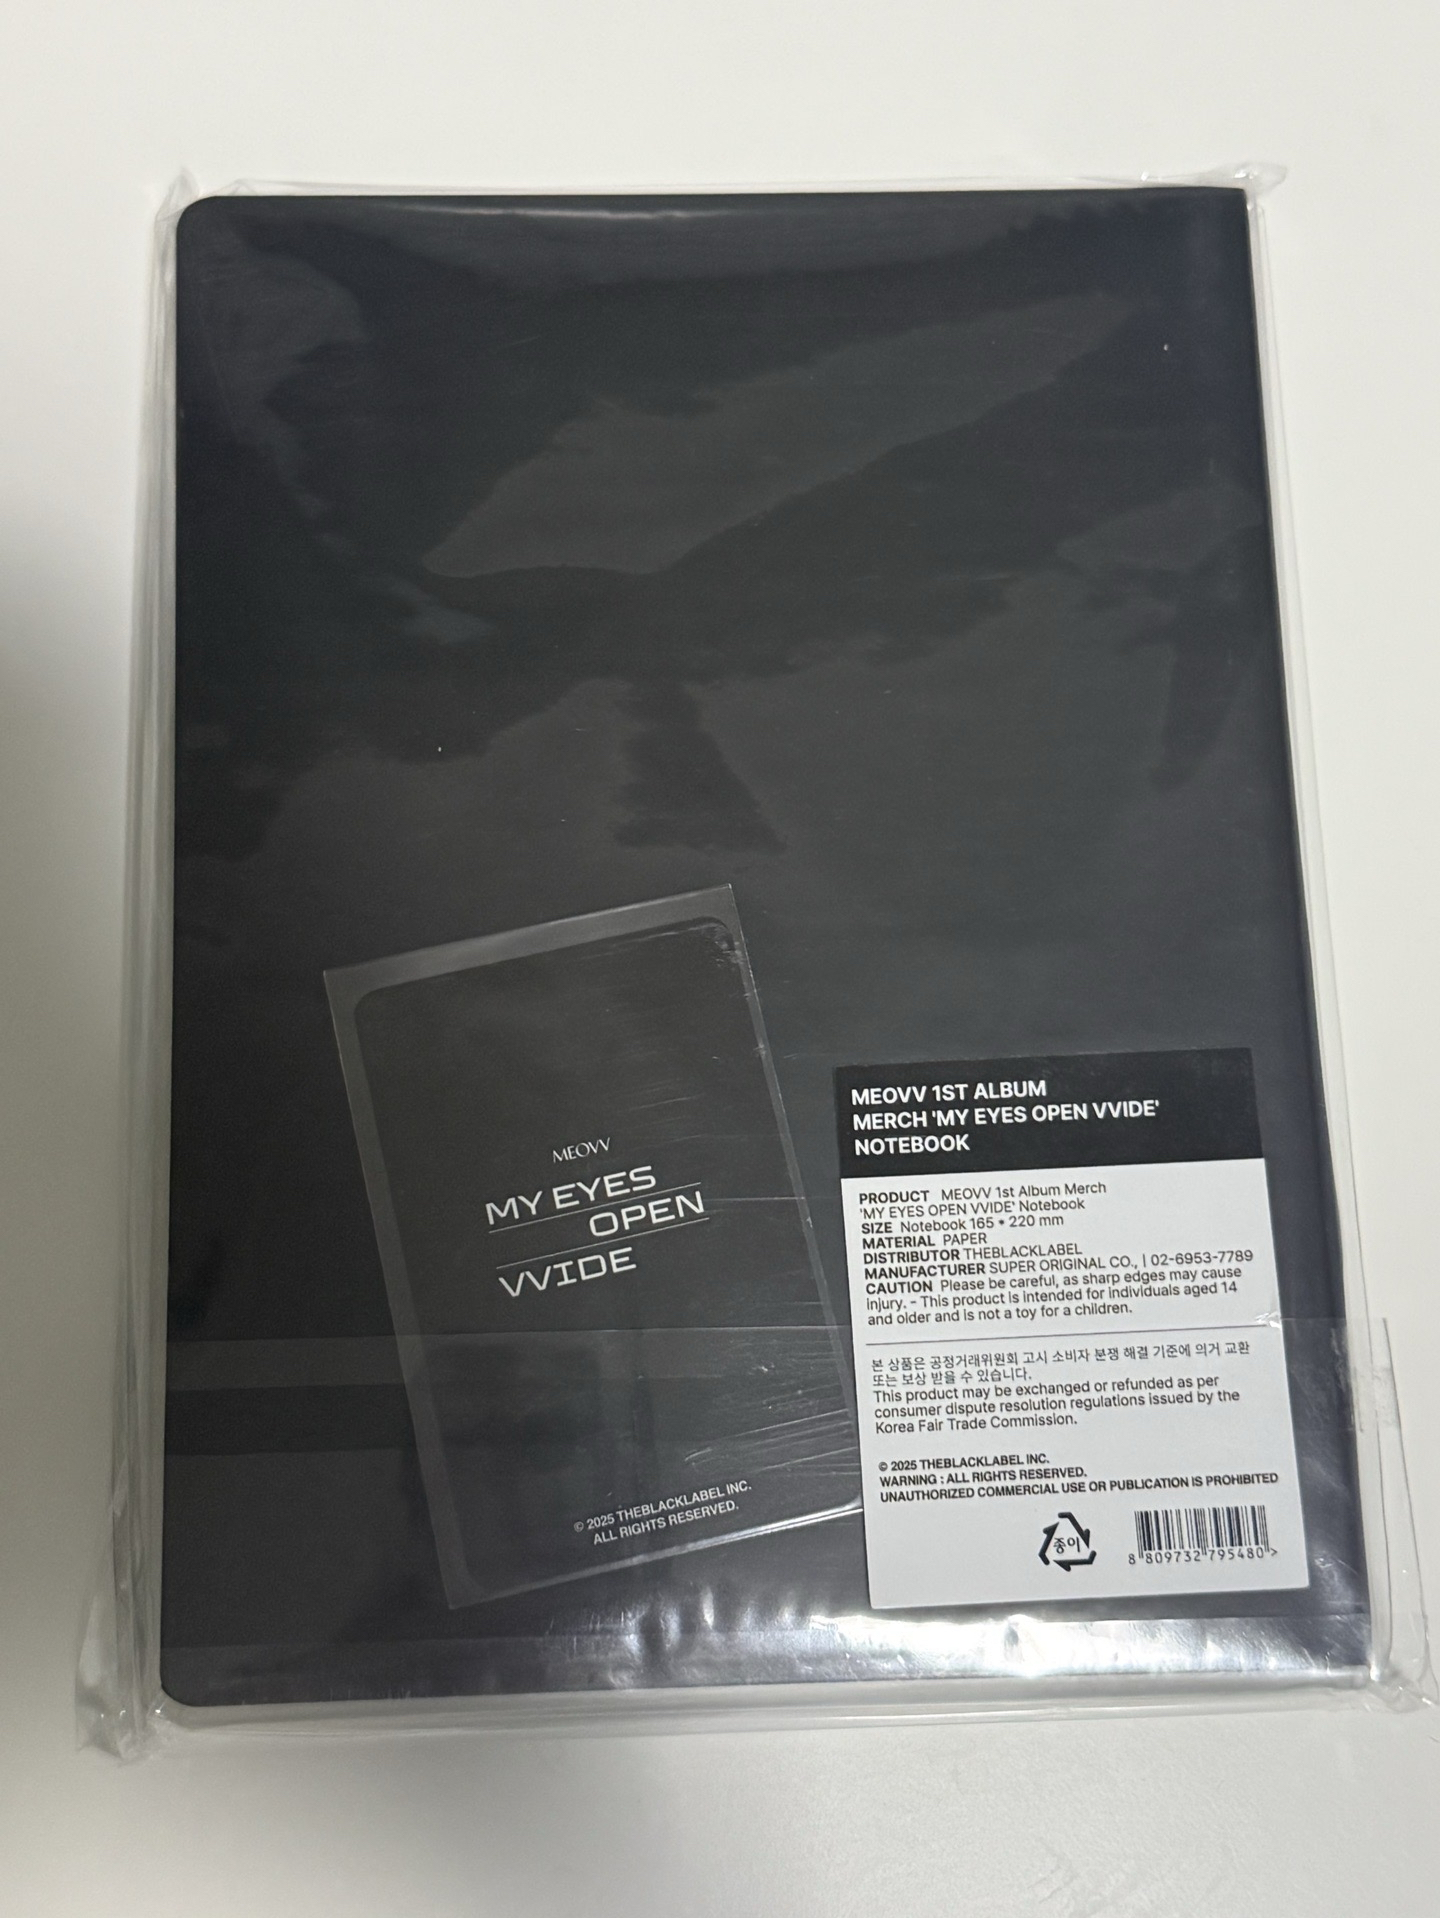 MEOVV
MY EYES
OPEN
VVIDE
© 2025 THEBLACKLABEL INC.
ALL RIGHTS RESERVED.
MEOVV 1ST ALBUM
MERCH 'MY EYES OPEN VVIDE'
NOTEBOOK
PRODUCT MEOVV 1st Album Merch
'MY EYES OPEN VVIDE' Notebook
SIZE Notebook 165 * 220 mm
MATERIAL PAPER
DISTRIBUTOR THEBLACKLABEL
MANUFACTURER SUPER ORIGINAL CO., | 02-6953-7789
CAUTION Please be careful, as sharp edges may cause
injury. - This product is intended for individuals aged 14
and older and is not a toy for a children.
본 상품은 공정거래위원회 고시 소비자 분쟁 해결 기준에 의거 교환
또는 보상 받을 수 있습니다.
This product may be exchanged or refunded as per
consumer dispute resolution regulations issued by the
Korea Fair Trade Commission.
© 2025 THEBLACKLABEL INC.
WARNING : ALL RIGHTS RESERVED.
UNAUTHORIZED COMMERCIAL USE OR PUBLICATION IS PROHIBITED
종이
8 809732 795480 >